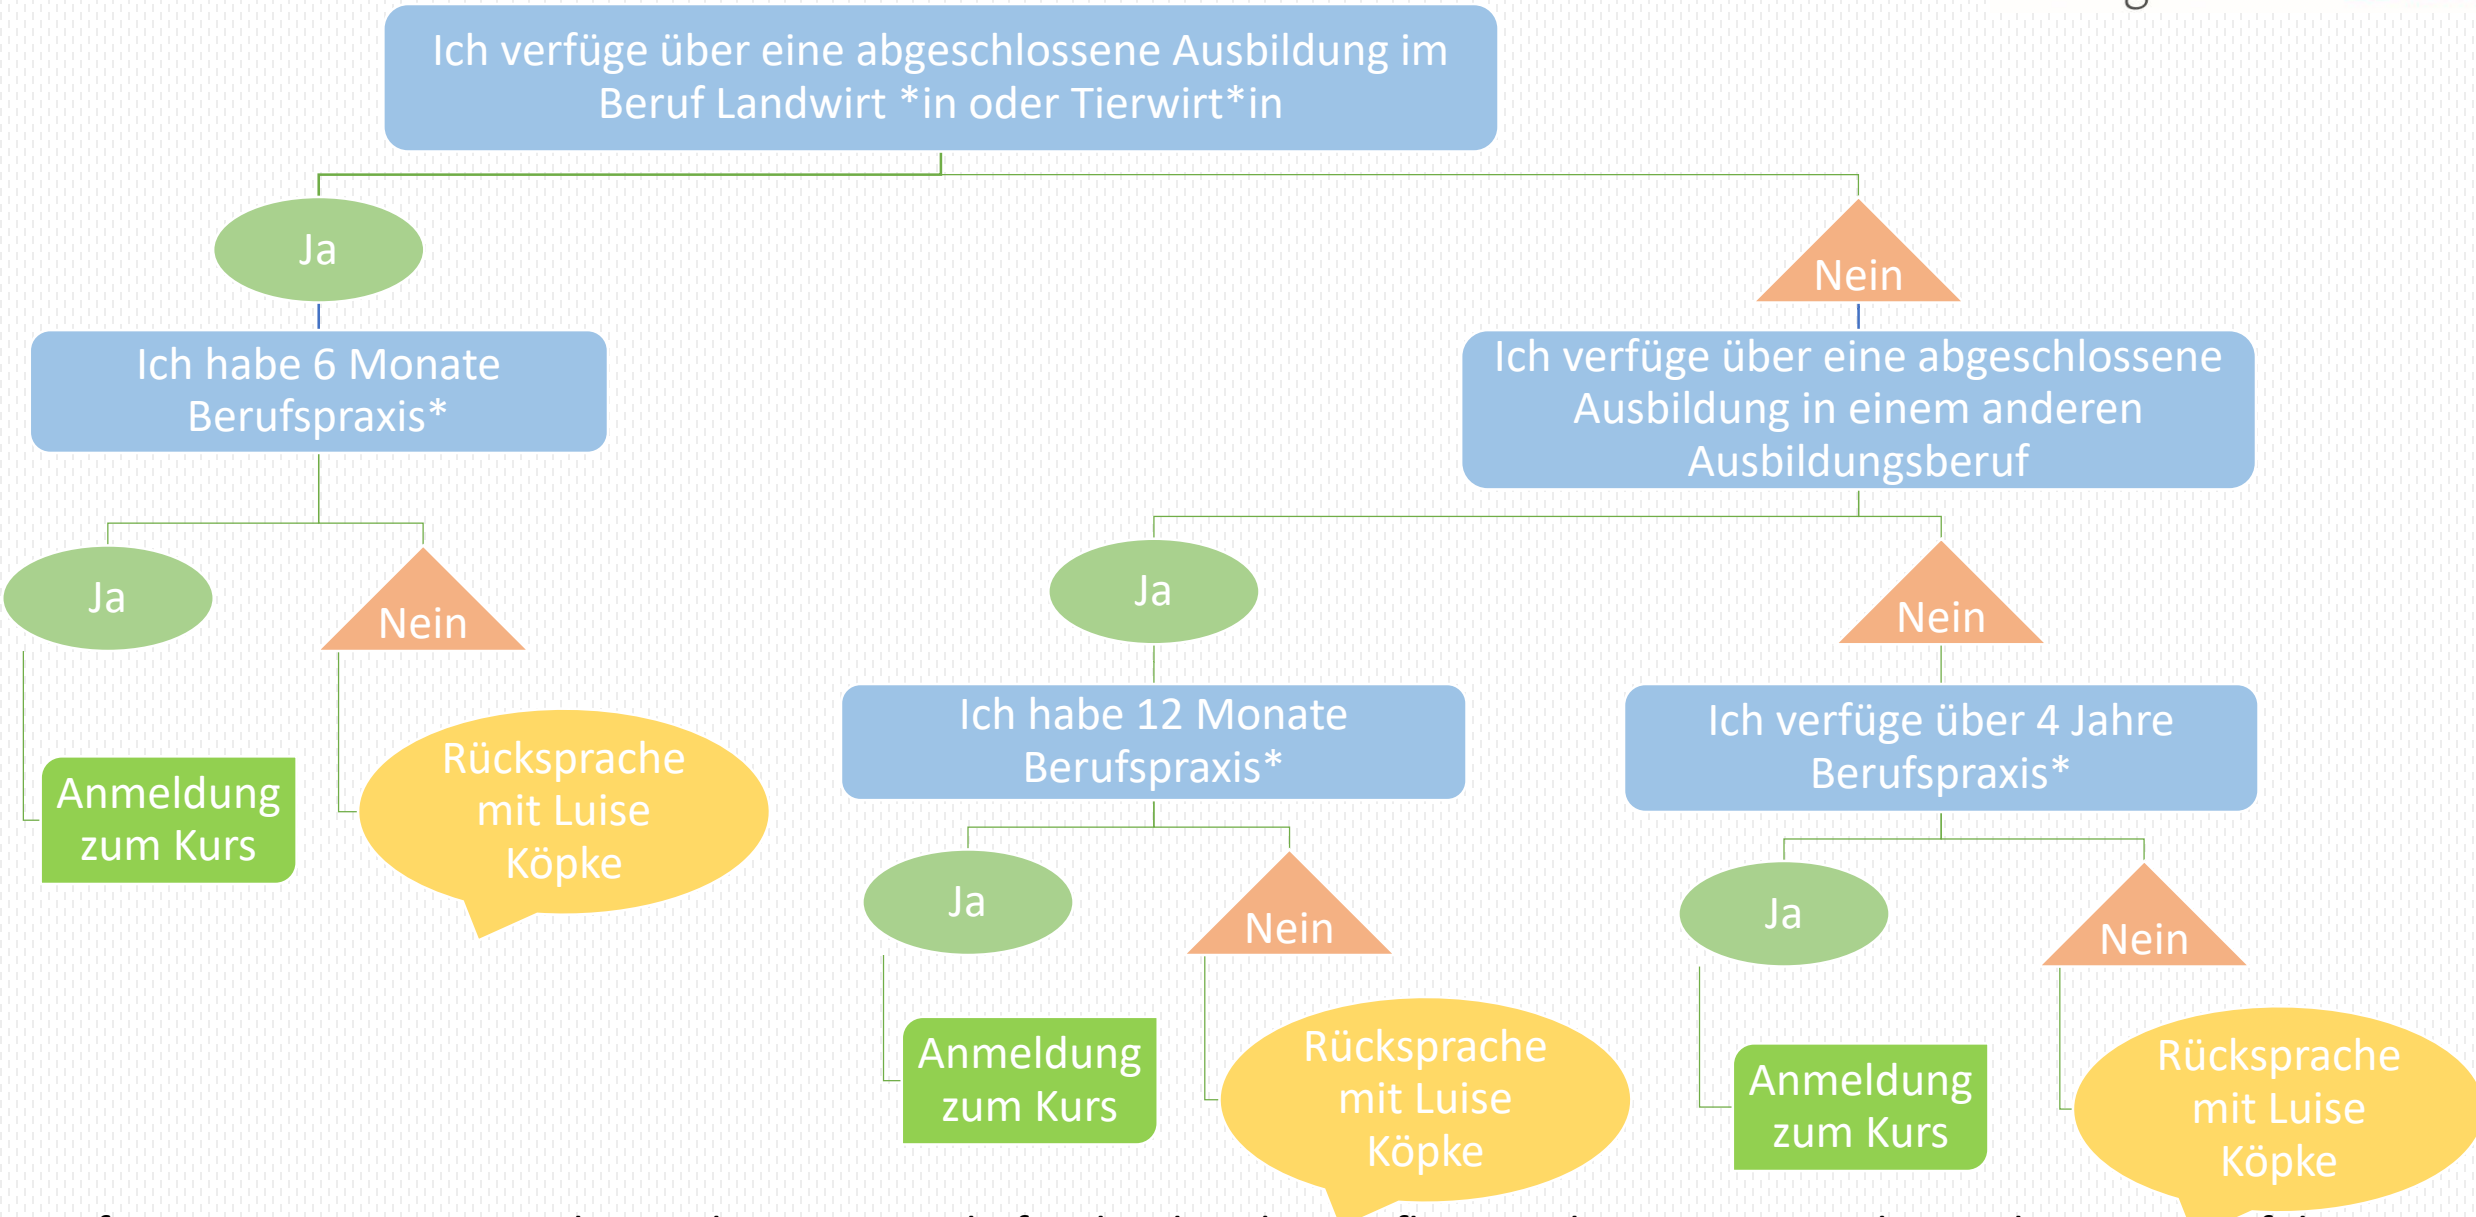 Ich verfüge über eine abgeschlossene Ausbildung im
Beruf Landwirt *in oder Tierwirt*in
Ja
Nein
Ich habe 6 Monate
Berufspraxis*
Ich verfüge über eine abgeschlossene
Ausbildung in einem anderen
Ausbildungsberuf
Ja
Nein
Ja
Nein
Ich habe 12 Monate
Berufspraxis*
Ich verfüge über 4 Jahre
Berufspraxis*
Anmeldung
zum Kurs
Rücksprache
mit Luise
Köpke
Ja
Nein
Ja
Nein
Anmeldung
zum Kurs
Rücksprache
mit Luise
Köpke
Anmeldung
zum Kurs
Rücksprache
mit Luise
Köpke